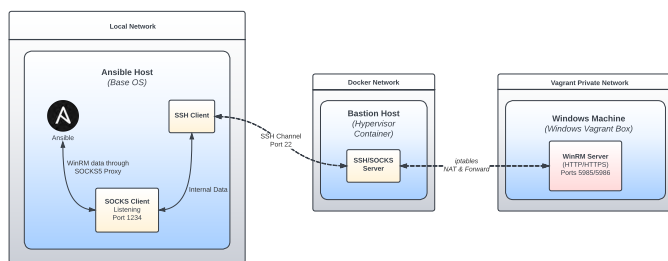 Local Network
Ansible Host
(Base OS)
Ansible
SSH Client
WinRM data through
SOCKS5 Proxy
Internal Data
SOCKS Client
Listening
Port 1234
SSH Channel
Port 22
Docker Network
Bastion Host
(Hypervisor
Container)
SSH/SOCKS
Server
iptables
NAT & Forward
Vagrant Private Network
Windows Machine
(Windows Vagrant Box)
WinRM Server
(HTTP/HTTPS)
Ports 5985/5986